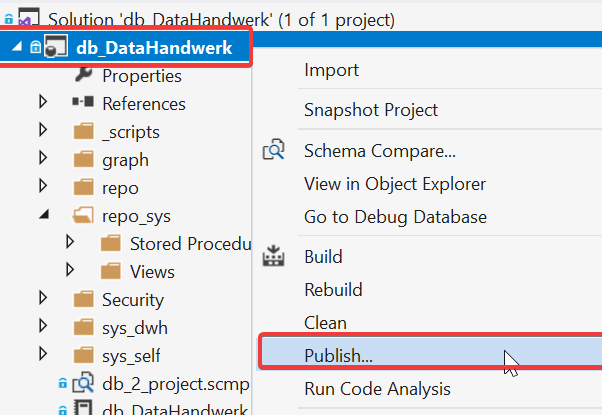 Solution 'db_DataHandwerk' (1 of 1 project)
db_DataHandwerk
Properties
References
_scripts
graph
repo
repo_sys
Stored Procedu
Views
Security
sys_dwh
sys_self
db_2_project.scmp
db_DataHandwerk
Import
Snapshot Project
Schema Compare...
View in Object Explorer
Go to Debug Database
Build
Rebuild
Clean
Publish...
Run Code Analysis